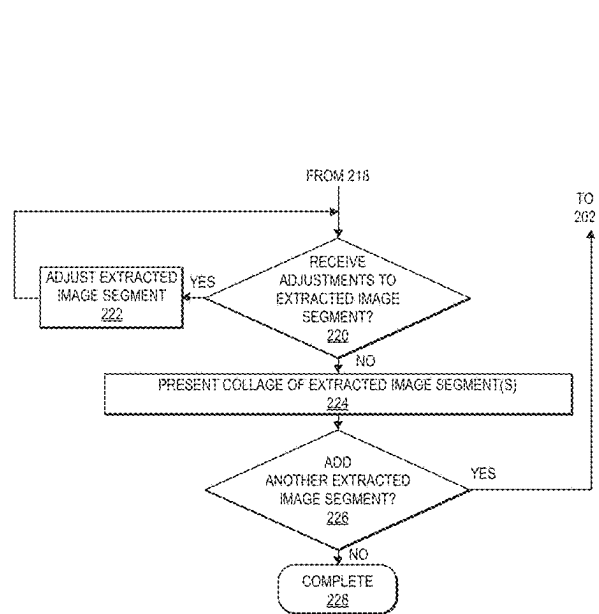 FROM 218
TO
202
RECEIVE
ADJUSTMENTS TO
EXTRACTED IMAGE
SEGMENT?
220
ADJUST EXTRACTED
IMAGE SEGMENT
222
YES
NO
PRESENT COLLAGE OF EXTRACTED IMAGE SEGMENT(S)
224
ADD
ANOTHER EXTRACTED
IMAGE SEGMENT?
226
YES
NO
COMPLETE
228